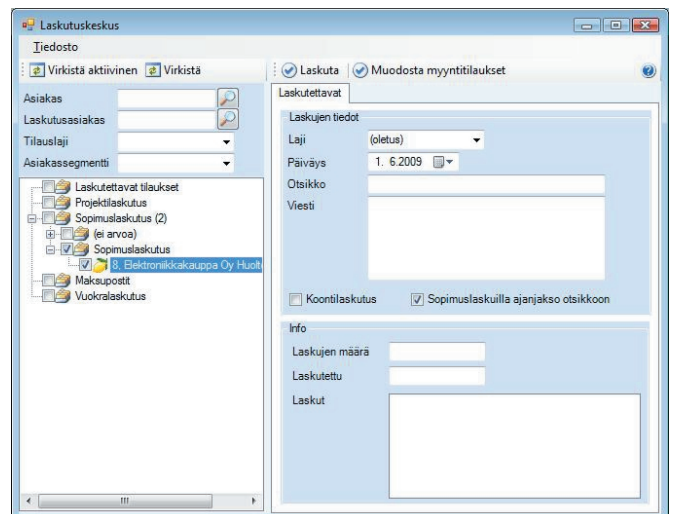 Laskutuskeskus
Tiedosto
Virkistä aktiivinen Virkistä
Laskuta Muodosta myyntitilaukset
Asiakas
Laskutusasiakas
Tilauslaji
Asiakassegmentti
Laskutettavat tilaukset
Projektilaskutus
Sopimuslaskutus (2)
(ei arvoa)
Sopimuslaskutus
8, Elektroniikkakauppa Oy Huolt
Maksupostit
Vuokralaskutus
Laskutettavat
Laskujen tiedot
Laji (oletus)
Päiväys 1. 6.2009
Otsikko
Viesti
Koontilaskutus Sopimuslaskuilla ajanjakso otsikkoon
Info
Laskujen määrä
Laskutettu
Laskut